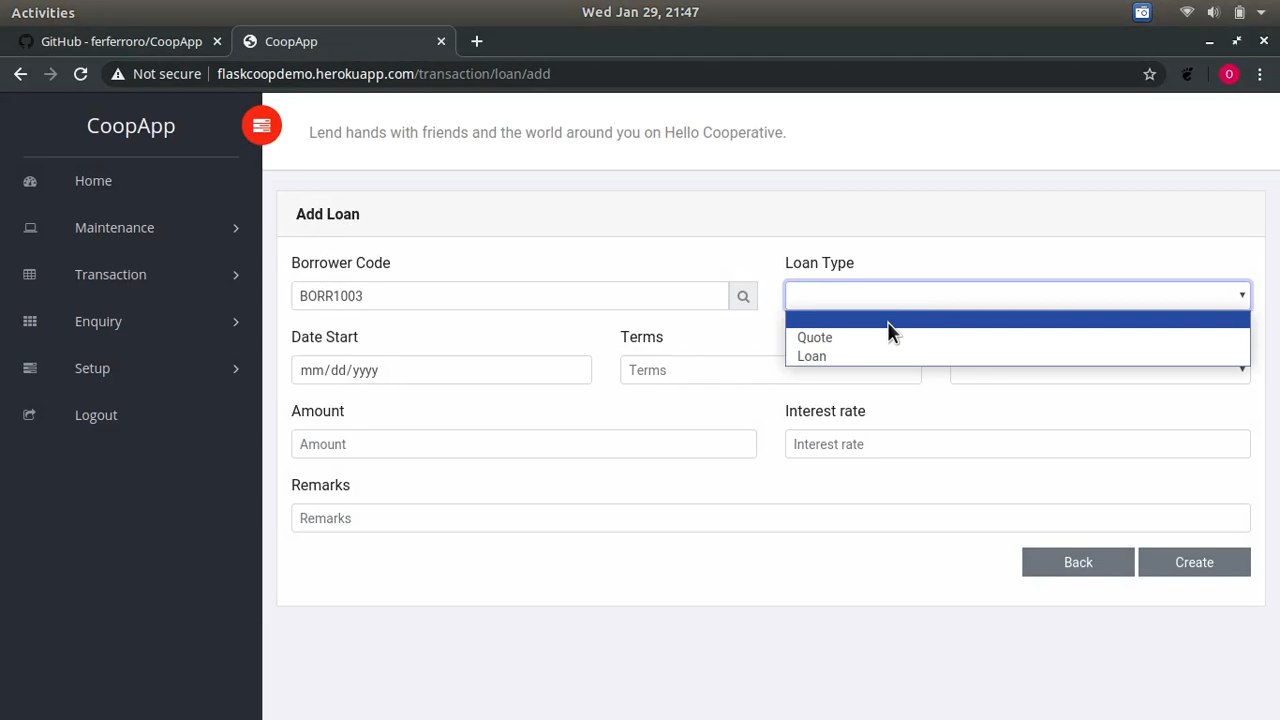 Activities
Wed Jan 29, 21:47
GitHub - ferferroro/CoopApp
CoopApp
Not secure
flaskcoopdemo.herokuapp.com/transaction/loan/add
O
CoopApp
Lend hands with friends and the world around you on Hello Cooperative.
Home
Maintenance
Transaction
Enquiry
Setup
Logout
Add Loan
Borrower Code
Loan Type
BORR1003
Quote
Loan
Date Start
Terms
mm/dd/yyyy
Terms
Amount
Interest rate
Amount
Interest rate
Remarks
Remarks
Back
Create